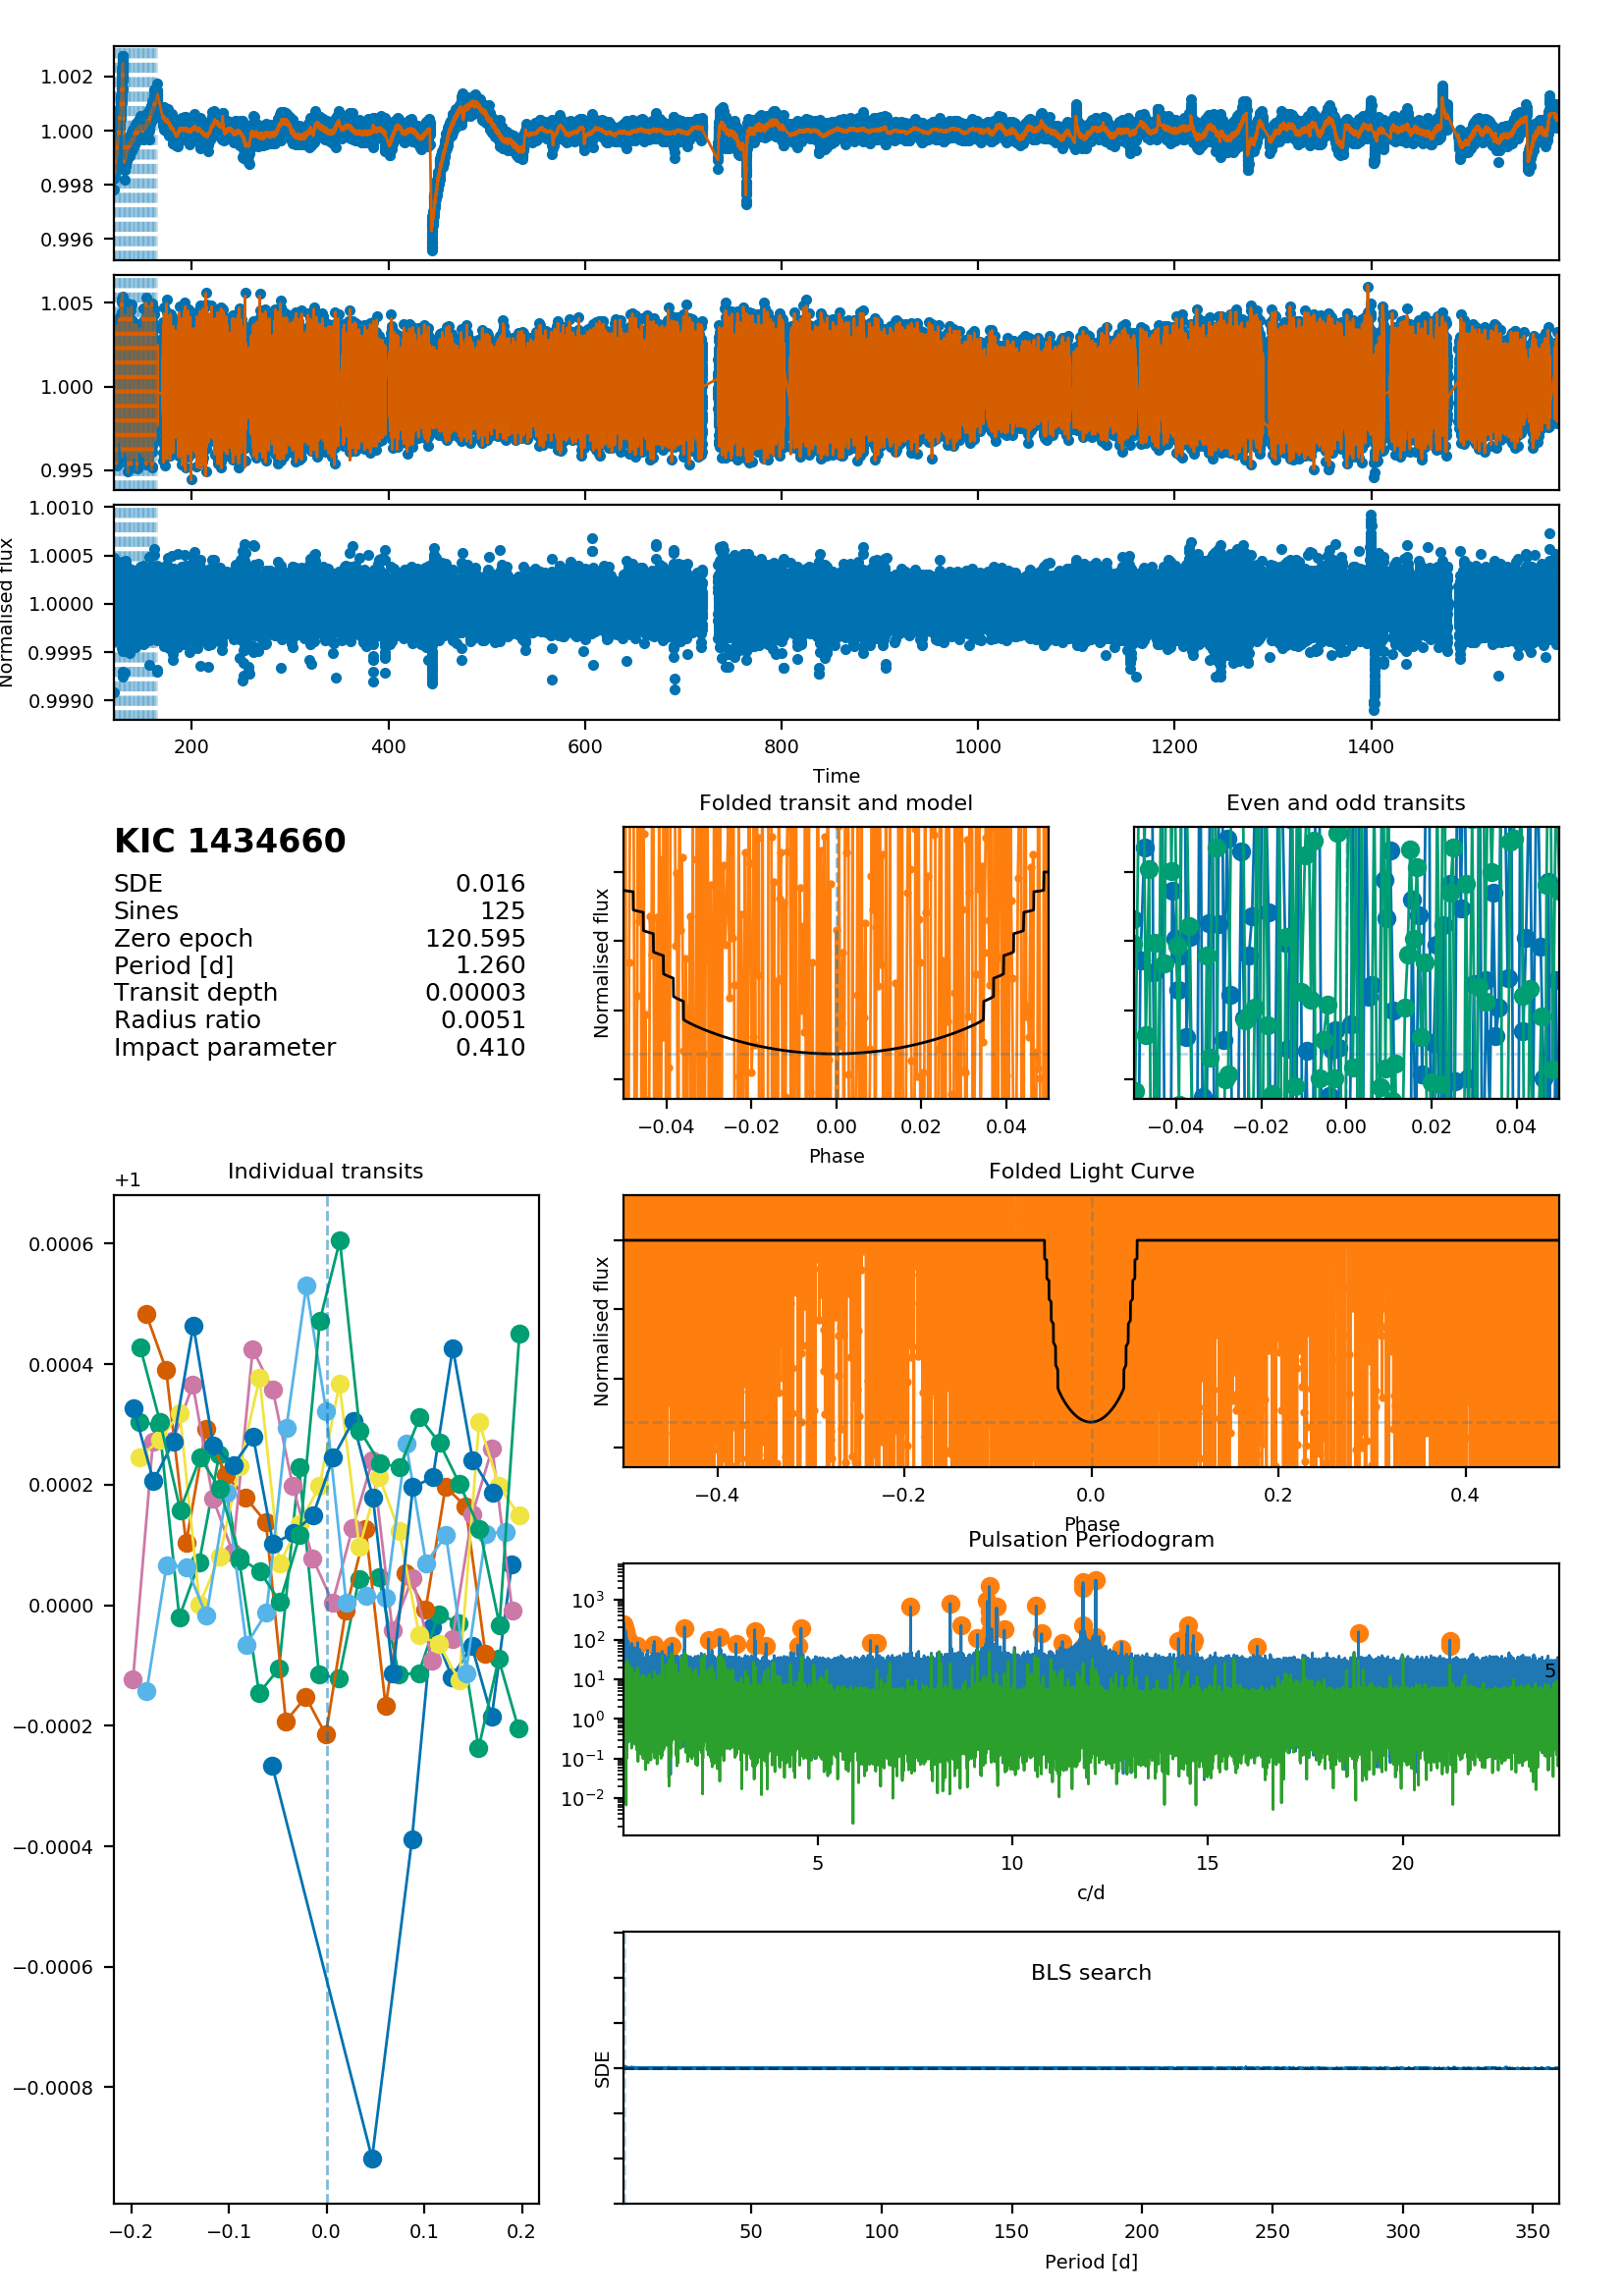 1.002
1.000
0.998
0.996
1.005
1.000
0.995
1.0010
1.0005
1.0000
0.9995
0.9990
Normalised flux
200 400 600 800 1000 1200 1400
Time
KIC 1434660
SDE 0.016
Sines 125
Zero epoch 120.595
Period [d] 1.260
Transit depth 0.00003
Radius ratio 0.0051
Impact parameter 0.410
Folded transit and model
Normalised flux
−0.04 −0.02 0.00 0.02 0.04
Phase
Even and odd transits
−0.04 −0.02 0.00 0.02 0.04
Individual transits
+1
0.0006
0.0004
0.0002
0.0000
−0.0002
−0.0004
−0.0006
−0.0008
−0.2 −0.1 0.0 0.1 0.2
Folded Light Curve
Normalised flux
−0.4 −0.2 0.0 0.2 0.4
Phase
Pulsation Periodogram
10³
10²
10¹
10⁰
10⁻¹
10⁻²
5
5 10 15 20
c/d
BLS search
SDE
50 100 150 200 250 300 350
Period [d]